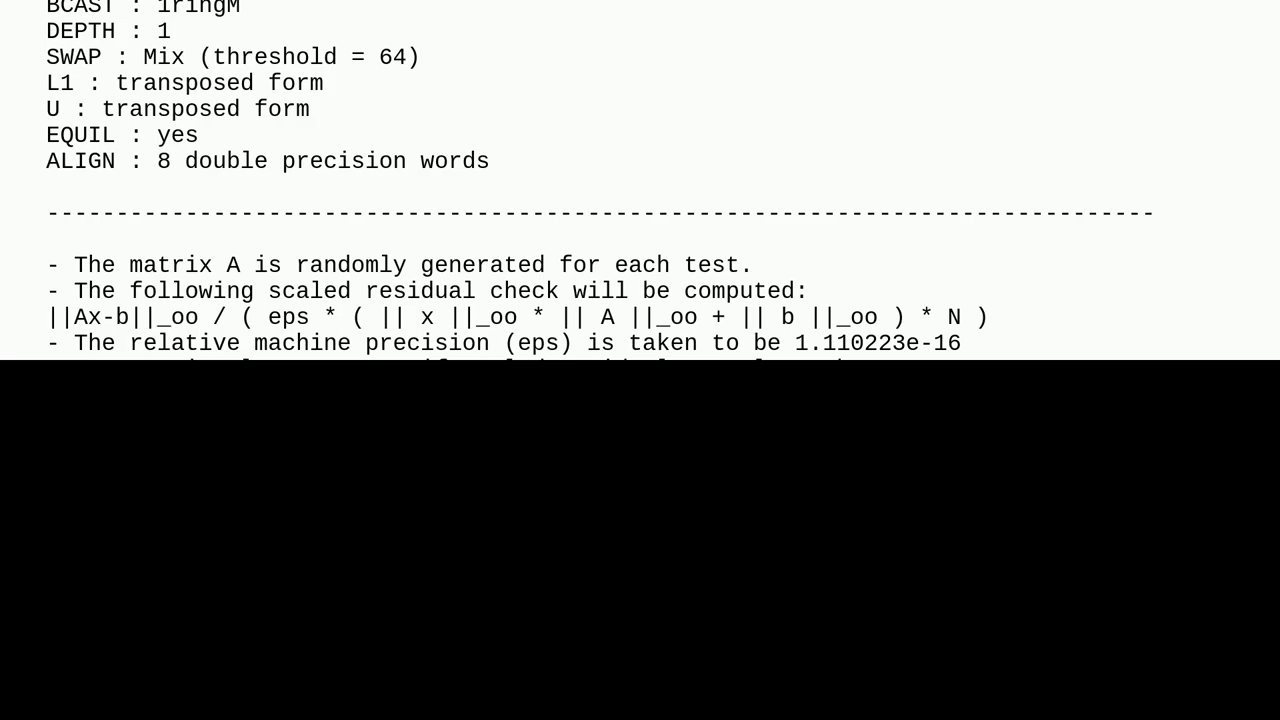 BCAST : 1ringM
DEPTH : 1
SWAP : Mix (threshold = 64)
L1 : transposed form
U : transposed form
EQUIL : yes
ALIGN : 8 double precision words
--------------------------------------------------------------------------------
- The matrix A is randomly generated for each test.
- The following scaled residual check will be computed:
||Ax-b||_oo / ( eps * ( || x ||_oo * || A ||_oo + || b ||_oo ) * N )
- The relative machine precision (eps) is taken to be 1.110223e-16